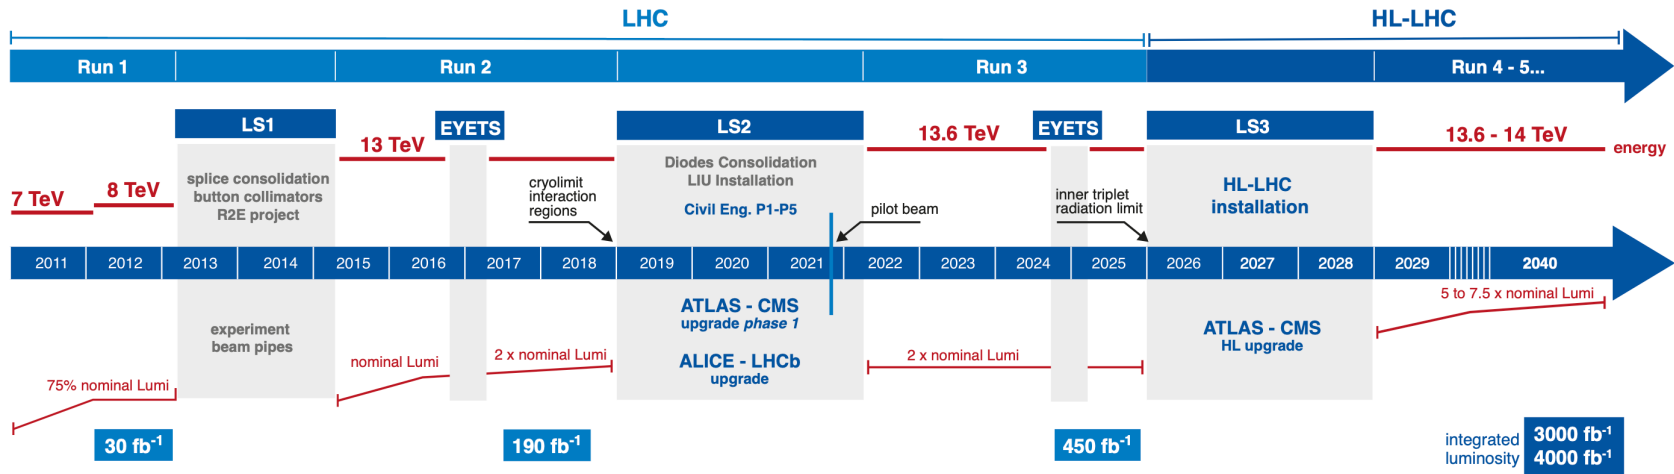 LHC
HL-LHC
Run 1
Run 2
Run 3
Run 4 - 5...
LS1
EYETS
LS2
EYETS
LS3
13 TeV
13.6 TeV
13.6 - 14 TeV
energy
7 TeV
8 TeV
splice consolidation
button collimators
R2E project
cryolimit
interaction
regions
Diodes Consolidation
LIU Installation
Civil Eng. P1-P5
pilot beam
inner triplet
radiation limit
HL-LHC
installation
2011
2012
2013
2014
2015
2016
2017
2018
2019
2020
2021
2022
2023
2024
2025
2026
2027
2028
2029
2040
5 to 7.5 x nominal Lumi
experiment
beam pipes
ATLAS - CMS
upgrade phase 1
ALICE - LHCb
upgrade
ATLAS - CMS
HL upgrade
75% nominal Lumi
nominal Lumi
2 x nominal Lumi
2 x nominal Lumi
30 fb⁻¹
190 fb⁻¹
450 fb⁻¹
integrated
luminosity
3000 fb⁻¹
4000 fb⁻¹